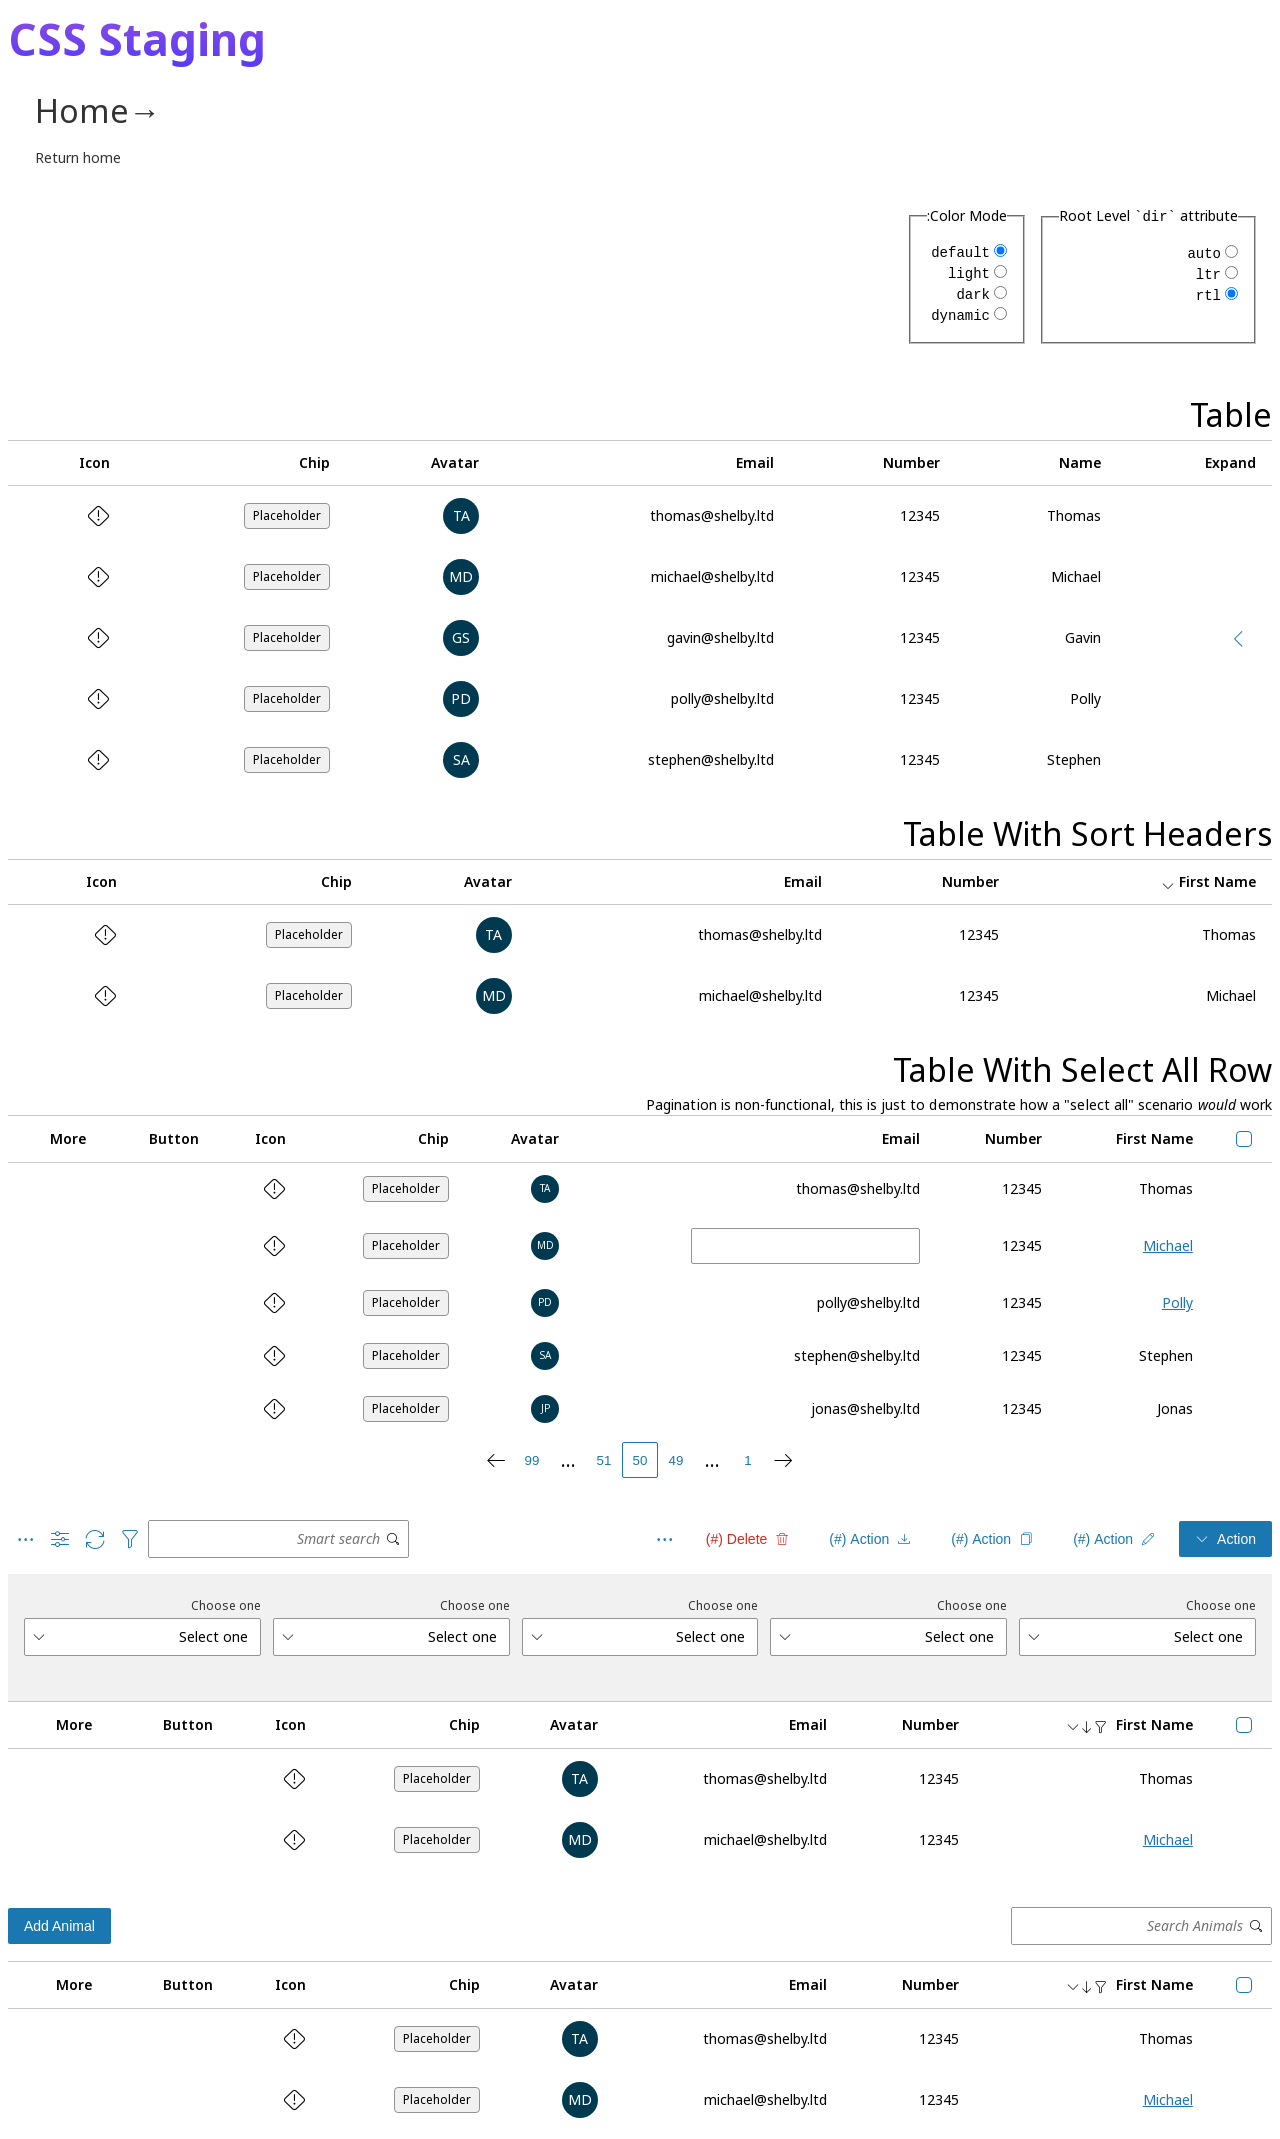 CSS Staging
Home→
Return home
Root Level `dir` attribute
auto
ltr
rtl
:Color Mode
default
light
dark
dynamic
Table
Expand Name Number Email Avatar Chip Icon
Thomas 12345 thomas@shelby.ltd TA Placeholder
Michael 12345 michael@shelby.ltd MD Placeholder
Gavin 12345 gavin@shelby.ltd GS Placeholder
Polly 12345 polly@shelby.ltd PD Placeholder
Stephen 12345 stephen@shelby.ltd SA Placeholder
Table With Sort Headers
First Name Number Email Avatar Chip Icon
Thomas 12345 thomas@shelby.ltd TA Placeholder
Michael 12345 michael@shelby.ltd MD Placeholder
Table With Select All Row
Pagination is non-functional, this is just to demonstrate how a "select all" scenario would work
First Name Number Email Avatar Chip Icon Button More
Thomas 12345 thomas@shelby.ltd TA Placeholder
Michael 12345 MD Placeholder
Polly 12345 polly@shelby.ltd PD Placeholder
Stephen 12345 stephen@shelby.ltd SA Placeholder
Jonas 12345 jonas@shelby.ltd JP Placeholder
1 ... 49 50 51 ... 99
Action (#) Action (#) Action (#) Action (#) Delete Smart search
Choose one Choose one Choose one Choose one Choose one
Select one Select one Select one Select one Select one
First Name Number Email Avatar Chip Icon Button More
Thomas 12345 thomas@shelby.ltd TA Placeholder
Michael 12345 michael@shelby.ltd MD Placeholder
Search Animals Add Animal
First Name Number Email Avatar Chip Icon Button More
Thomas 12345 thomas@shelby.ltd TA Placeholder
Michael 12345 michael@shelby.ltd MD Placeholder